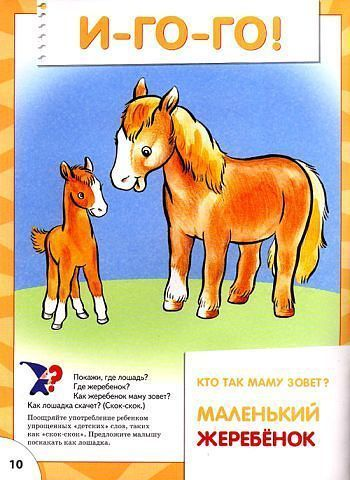 И-ГО-ГО!
Покажи, где лошадь?
Где жеребенок?
Как жеребенок маму зовет?
Как лошадка скачет? (Скок-скок.)
Поощряйте употребление ребенком
упрощенных «детских» слов, таких
как «скок-скок». Предложите малышу
поскакать как лошадка.
КТО ТАК МАМУ ЗОВЕТ?
МАЛЕНЬКИЙ
ЖЕРЕБЁНОК
10